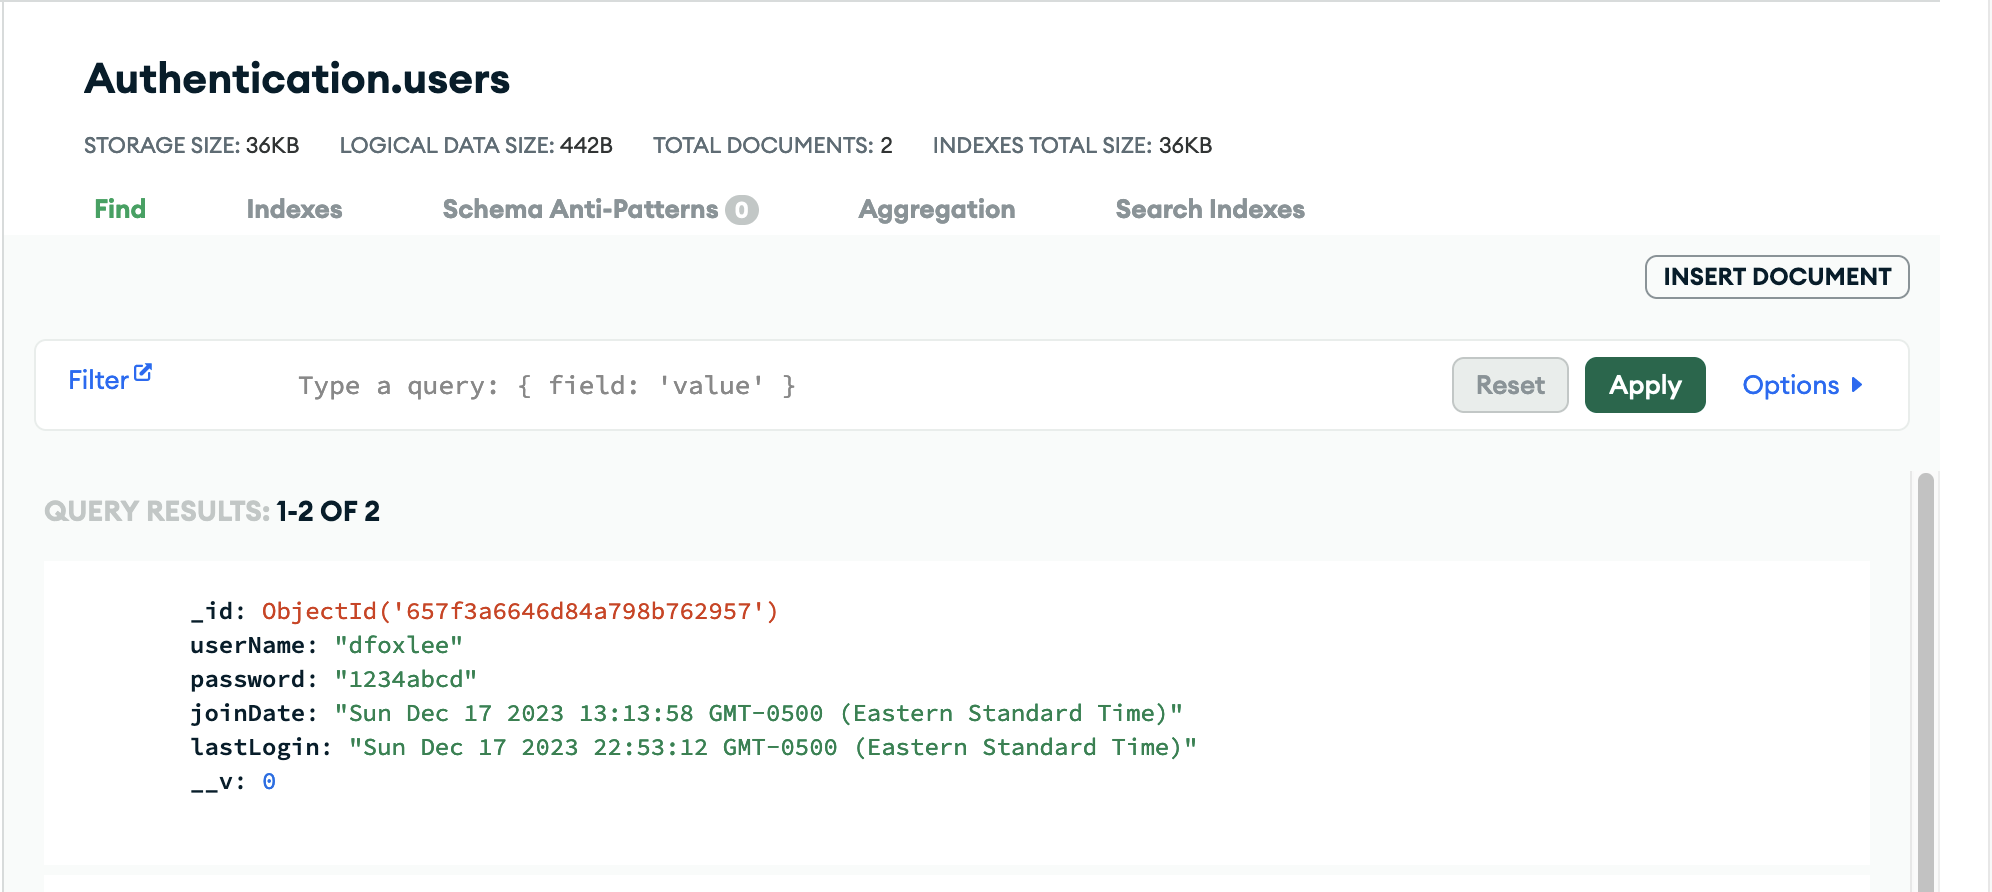 Authentication.users
STORAGE SIZE: 36KB LOGICAL DATA SIZE: 442B TOTAL DOCUMENTS: 2 INDEXES TOTAL SIZE: 36KB
Find Indexes Schema Anti-Patterns 0 Aggregation Search Indexes
INSERT DOCUMENT
Filter Type a query: { field: 'value' } Reset Apply Options
QUERY RESULTS: 1-2 OF 2
_id: ObjectId('657f3a6646d84a798b762957')
userName: "dfoxlee"
password: "1234abcd"
joinDate: "Sun Dec 17 2023 13:13:58 GMT-0500 (Eastern Standard Time)"
lastLogin: "Sun Dec 17 2023 22:53:12 GMT-0500 (Eastern Standard Time)"
__v: 0